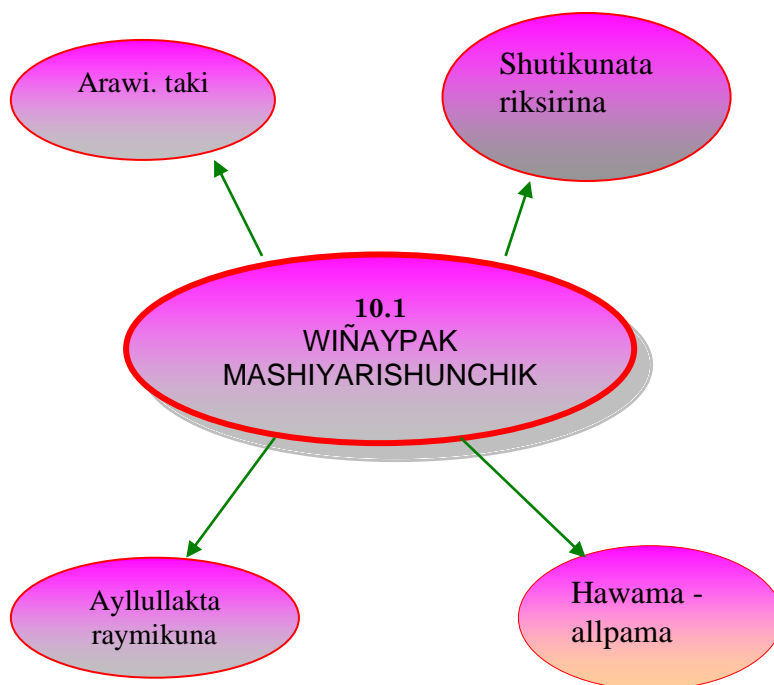 Arawi. taki
Shutikunata
riksirina
10.1
WIÑAYPAK
MASHIYARISHUNCHIK
Ayllullakta
raymikuna
Hawama -
allpama